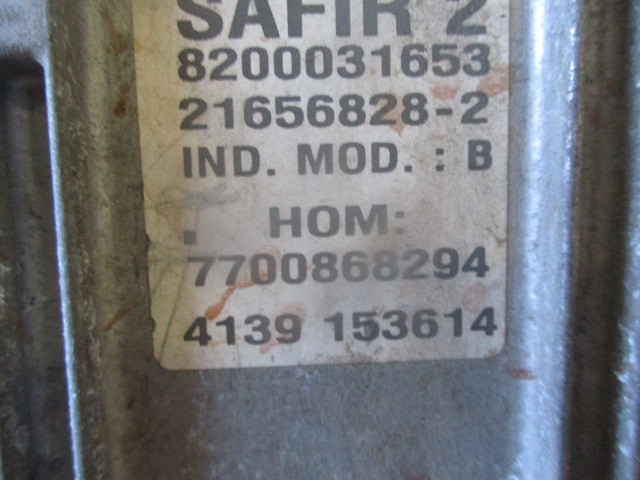 SAFIR 2
8200031653
21656828-2
IND. MOD. : B
. HOM:
7700868294
4139 153614